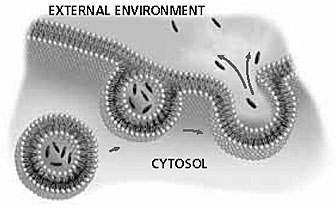 EXTERNAL ENVIRONMENT
CYTOSOL